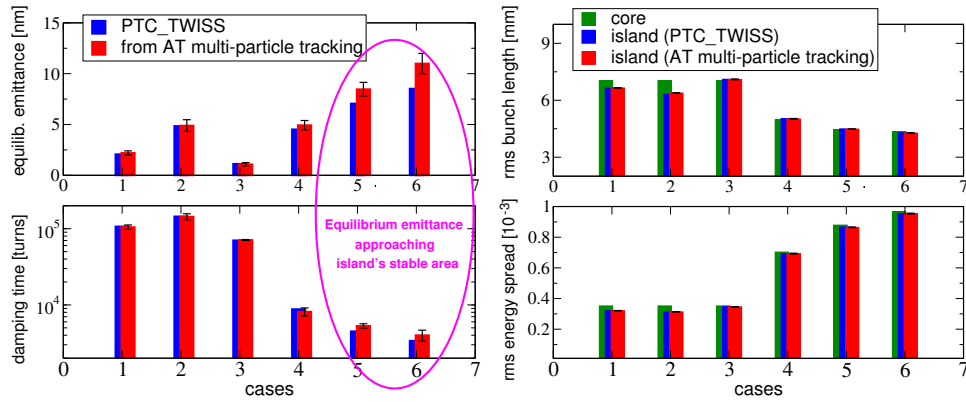 PTC_TWISS
from AT multi-particle tracking
equilib. emittance [nm]
15
10
5
0
0 1 2 3 4 5 6 7
damping time [turns]
10^5
10^4
Equilibrium emittance
approaching
island's stable area
0 1 2 3 4 5 6 7
cases
core
island (PTC_TWISS)
island (AT multi-particle tracking)
rms bunch length [mm]
9
6
3
0 1 2 3 4 5 6 7
rms energy spread [10^-3]
1
0.8
0.6
0.4
0.2
0 1 2 3 4 5 6 7
cases